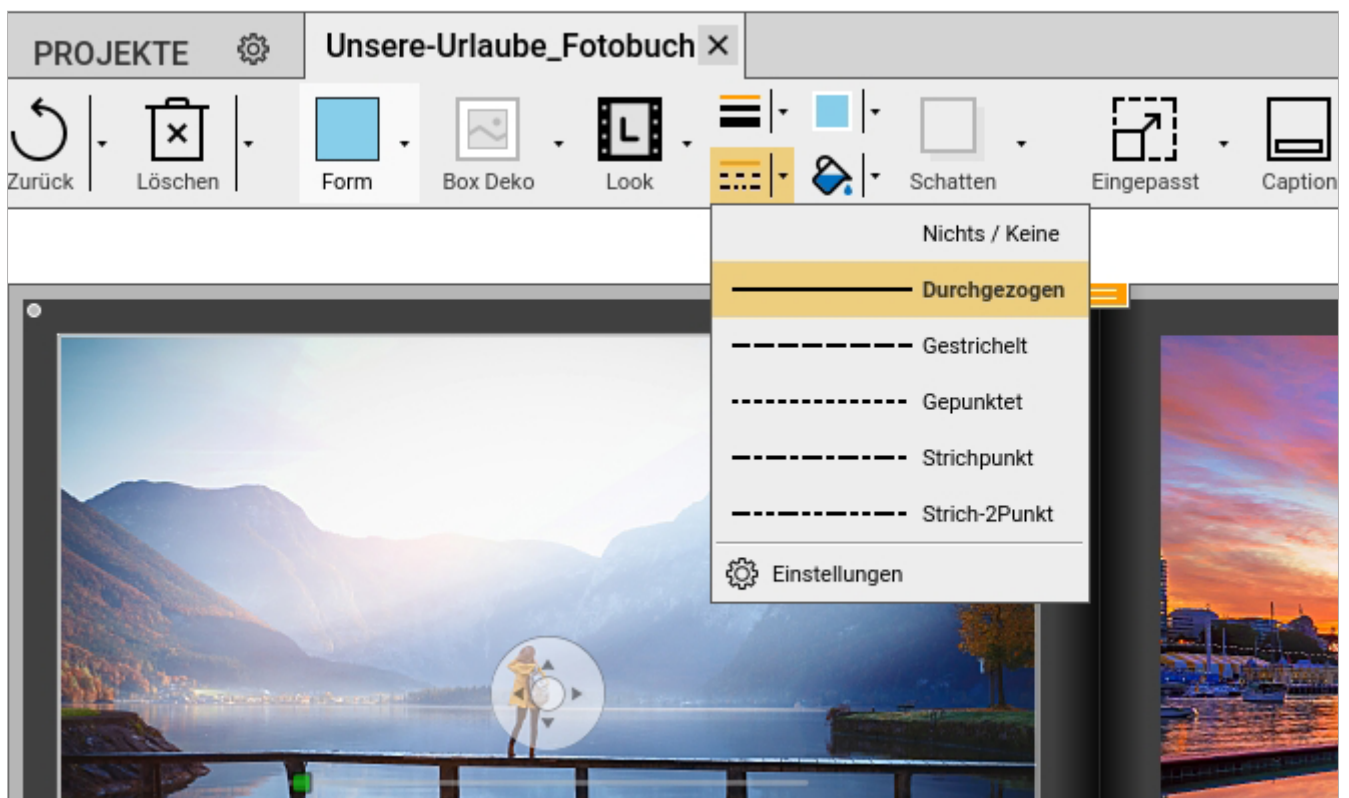 PROJEKTE
Unsere-Urlaube_Fotobuch
Zurück
Löschen
Form
Box Deko
L
Look
Schatten
Eingepasst
Caption
Nichts / Keine
Durchgezogen
Gestrichelt
Gepunktet
Strichpunkt
Strich-2Punkt
Einstellungen